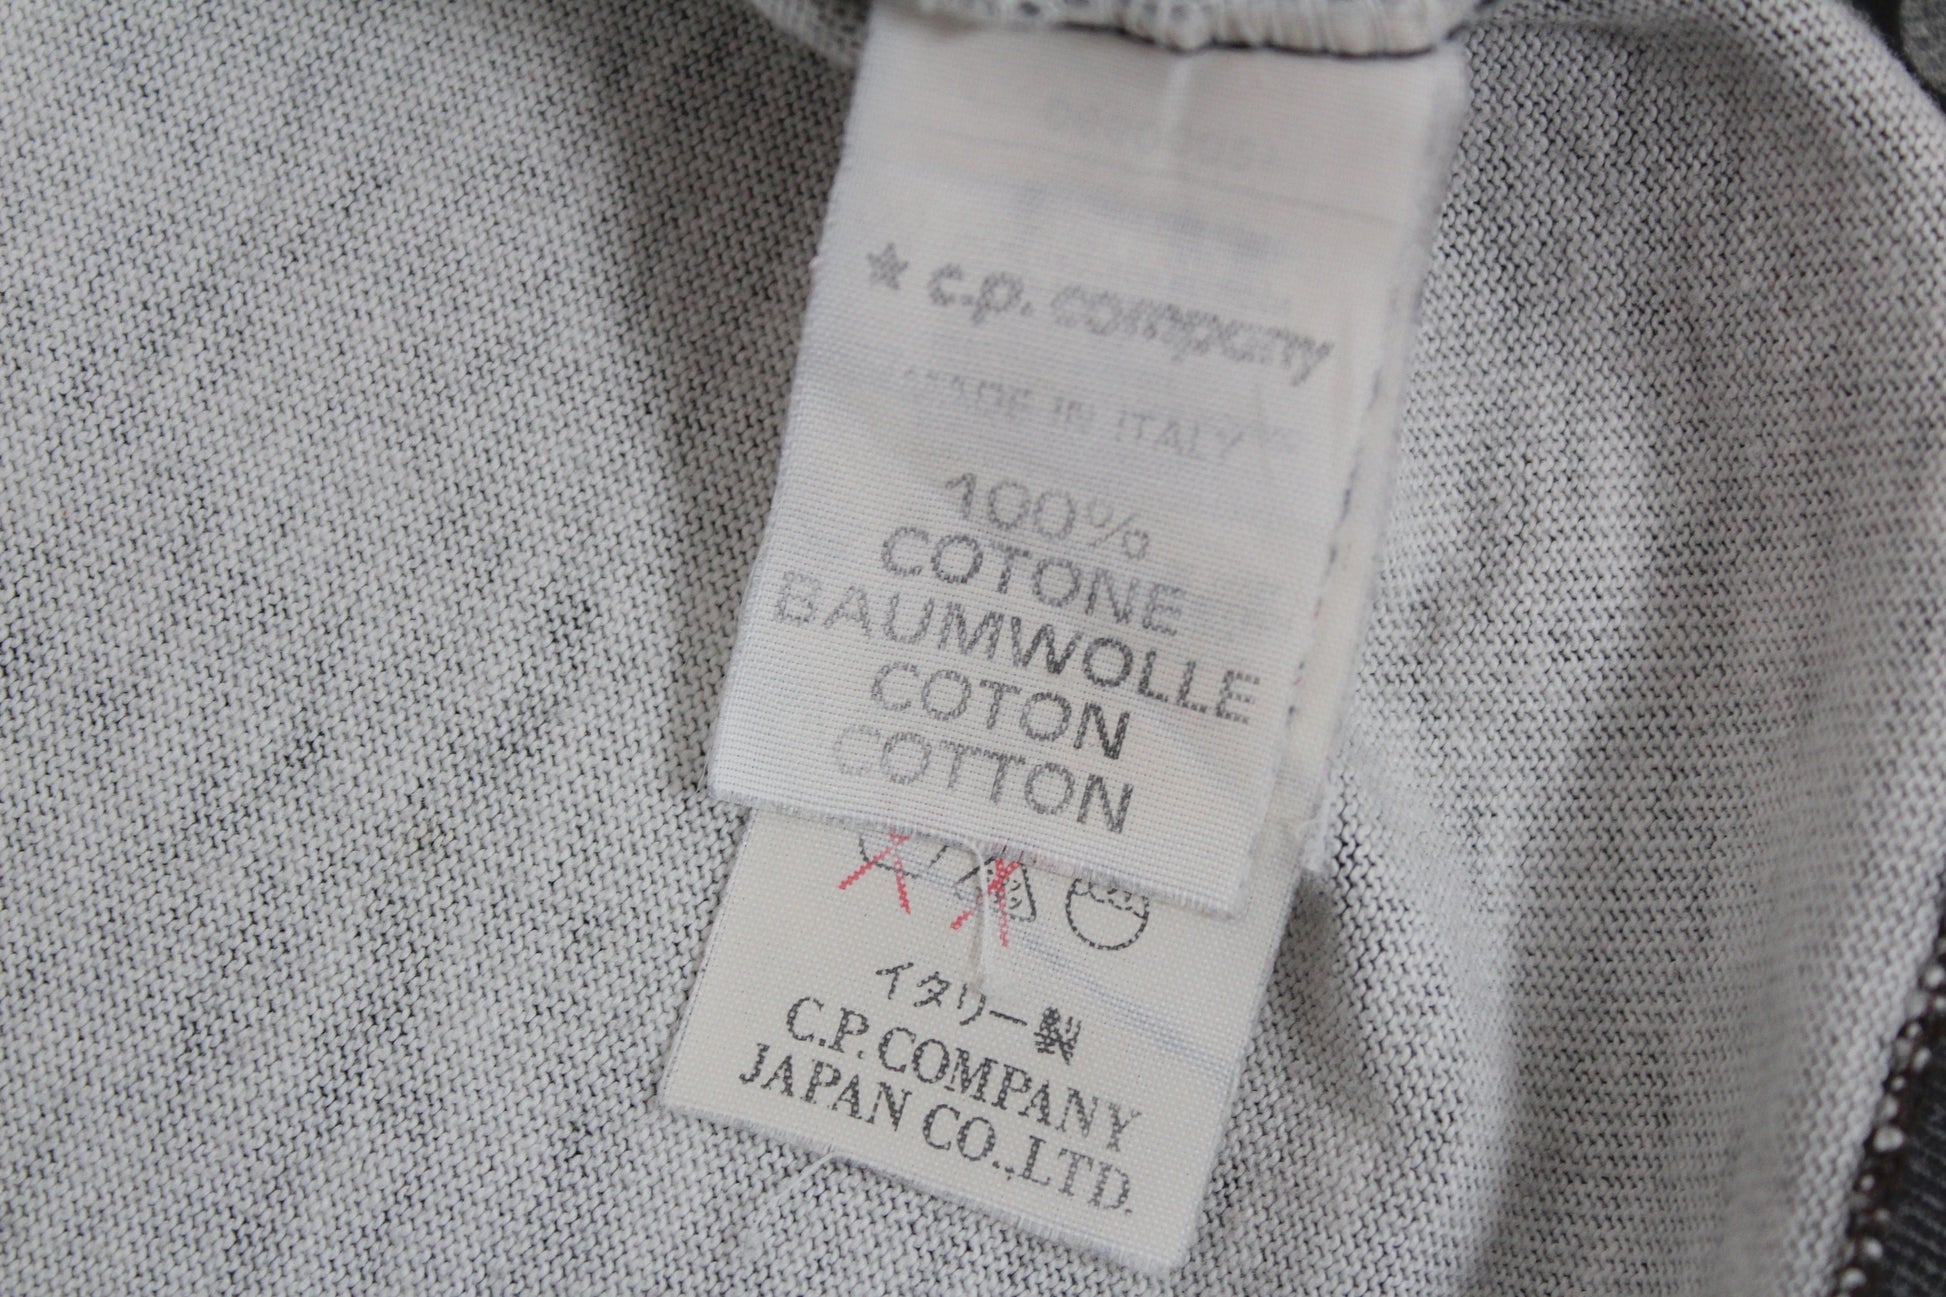 ★ c.p. company
MADE IN ITALY
100%
COTONE
BAUMWOLLE
COTON
COTTON
イタリー製
C.P. COMPANY
JAPAN CO.,LTD.